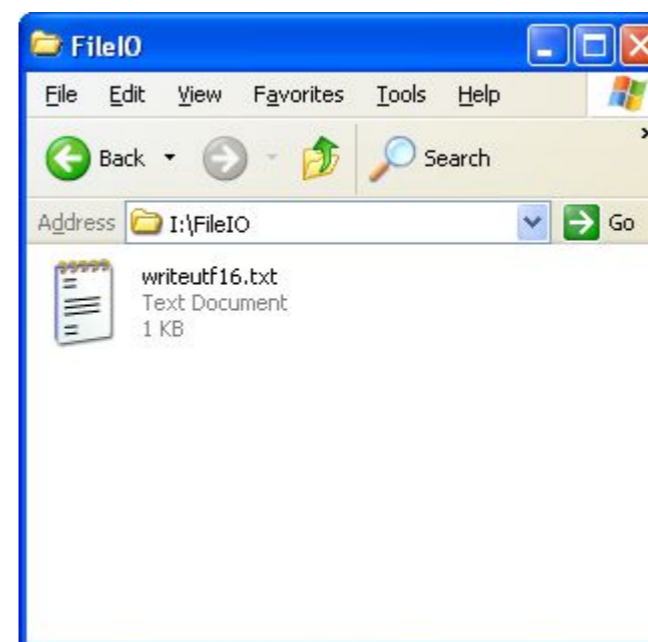 FileIO
File Edit View Favorites Tools Help
Back Search
Address I:\FileIO Go
writeutf16.txt
Text Document
1 KB